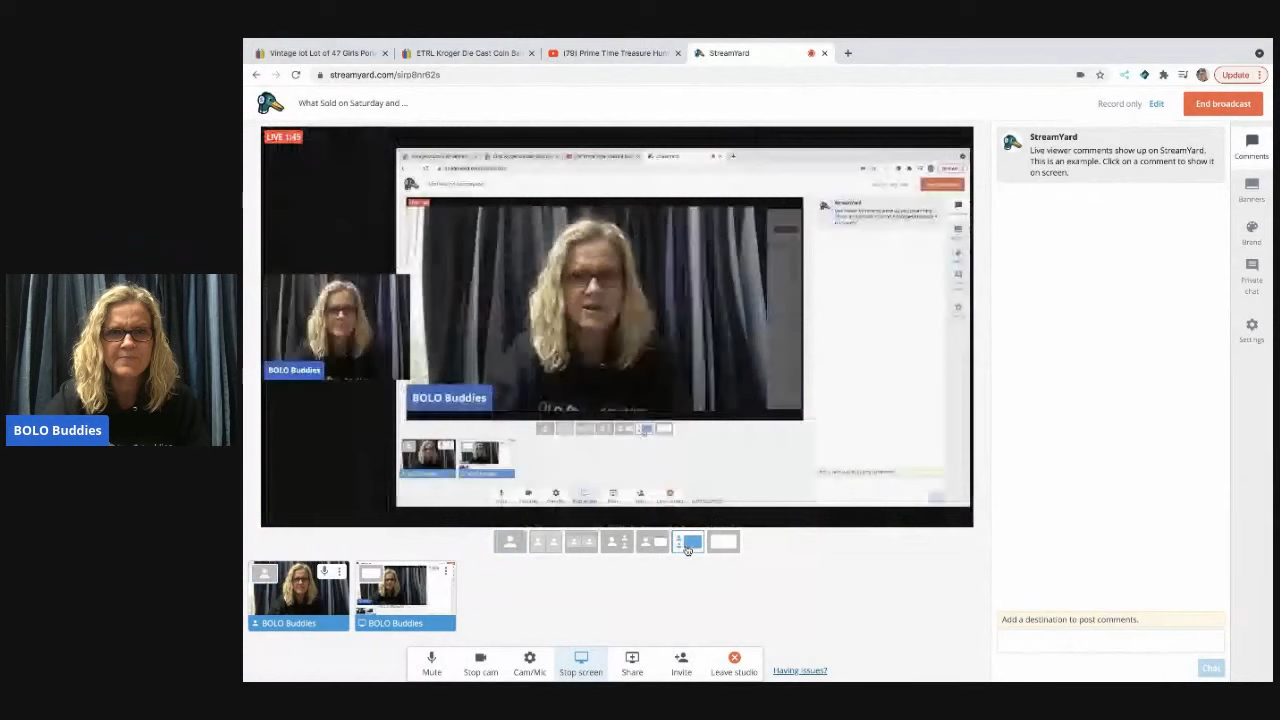 Vintage lot Lot of 47 Girls Pon
ETRL Kroger Die Cast Coin Ba
(79) Prime Time Treasure Hun
StreamYard
streamyard.com/sirp8nr62s
Update
What Sold on Saturday and ...
Record only
Edit
End broadcast
LIVE 1:45
StreamYard
Live viewer comments show up on StreamYard.
This is an example. Click on a comment to show it
on screen.
Comments
Banners
Brand
Private
chat
Settings
BOLO Buddies
BOLO Buddies
BOLO Buddies
BOLO Buddies
BOLO Buddies
Add a destination to post comments.
Chat
Mute
Stop cam
Cam/Mic
Stop screen
Share
Invite
Leave studio
Having issues?